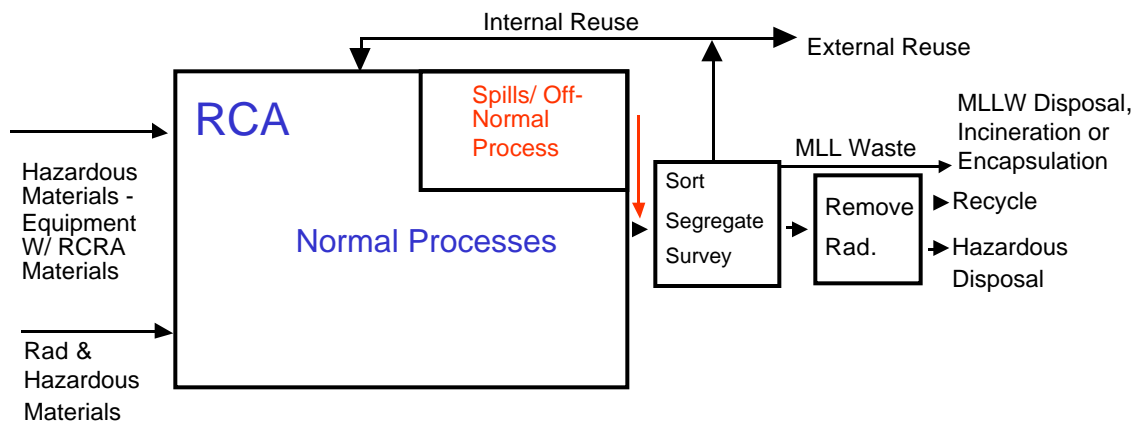 Internal Reuse
External Reuse
RCA
Spills/ Off-
Normal
Process
Normal Processes
Hazardous
Materials -
Equipment
W/ RCRA
Materials
Rad &
Hazardous
Materials
Sort
Segregate
Survey
MLL Waste
MLLW Disposal,
Incineration or
Encapsulation
Remove
Rad.
Recycle
Hazardous
Disposal